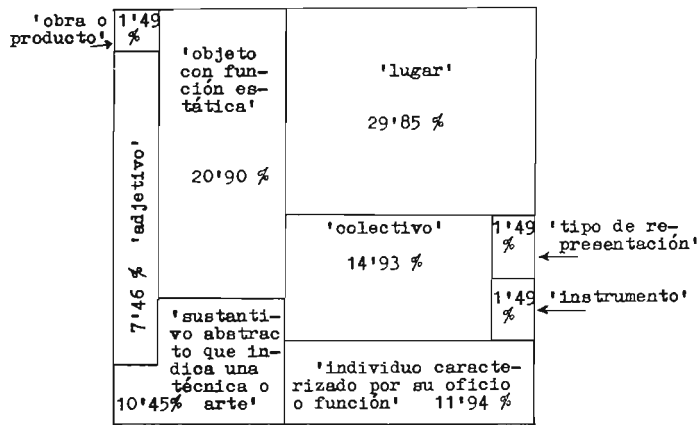 'obra o
producto'
1'49
%
'objeto
con fun-
ción es-
tática'
20'90 %
'lugar'
29'85 %
7'46 % 'adjetivo'
'colectivo'
14'93 %
1'49
%
'tipo de re-
presentación'
1'49
%
'instrumento'
'sustanti-
vo abstrac
to que in-
dica una
técnica o
arte'
10'45%
'individuo caracte-
rizado por su oficio
o función' 11'94 %